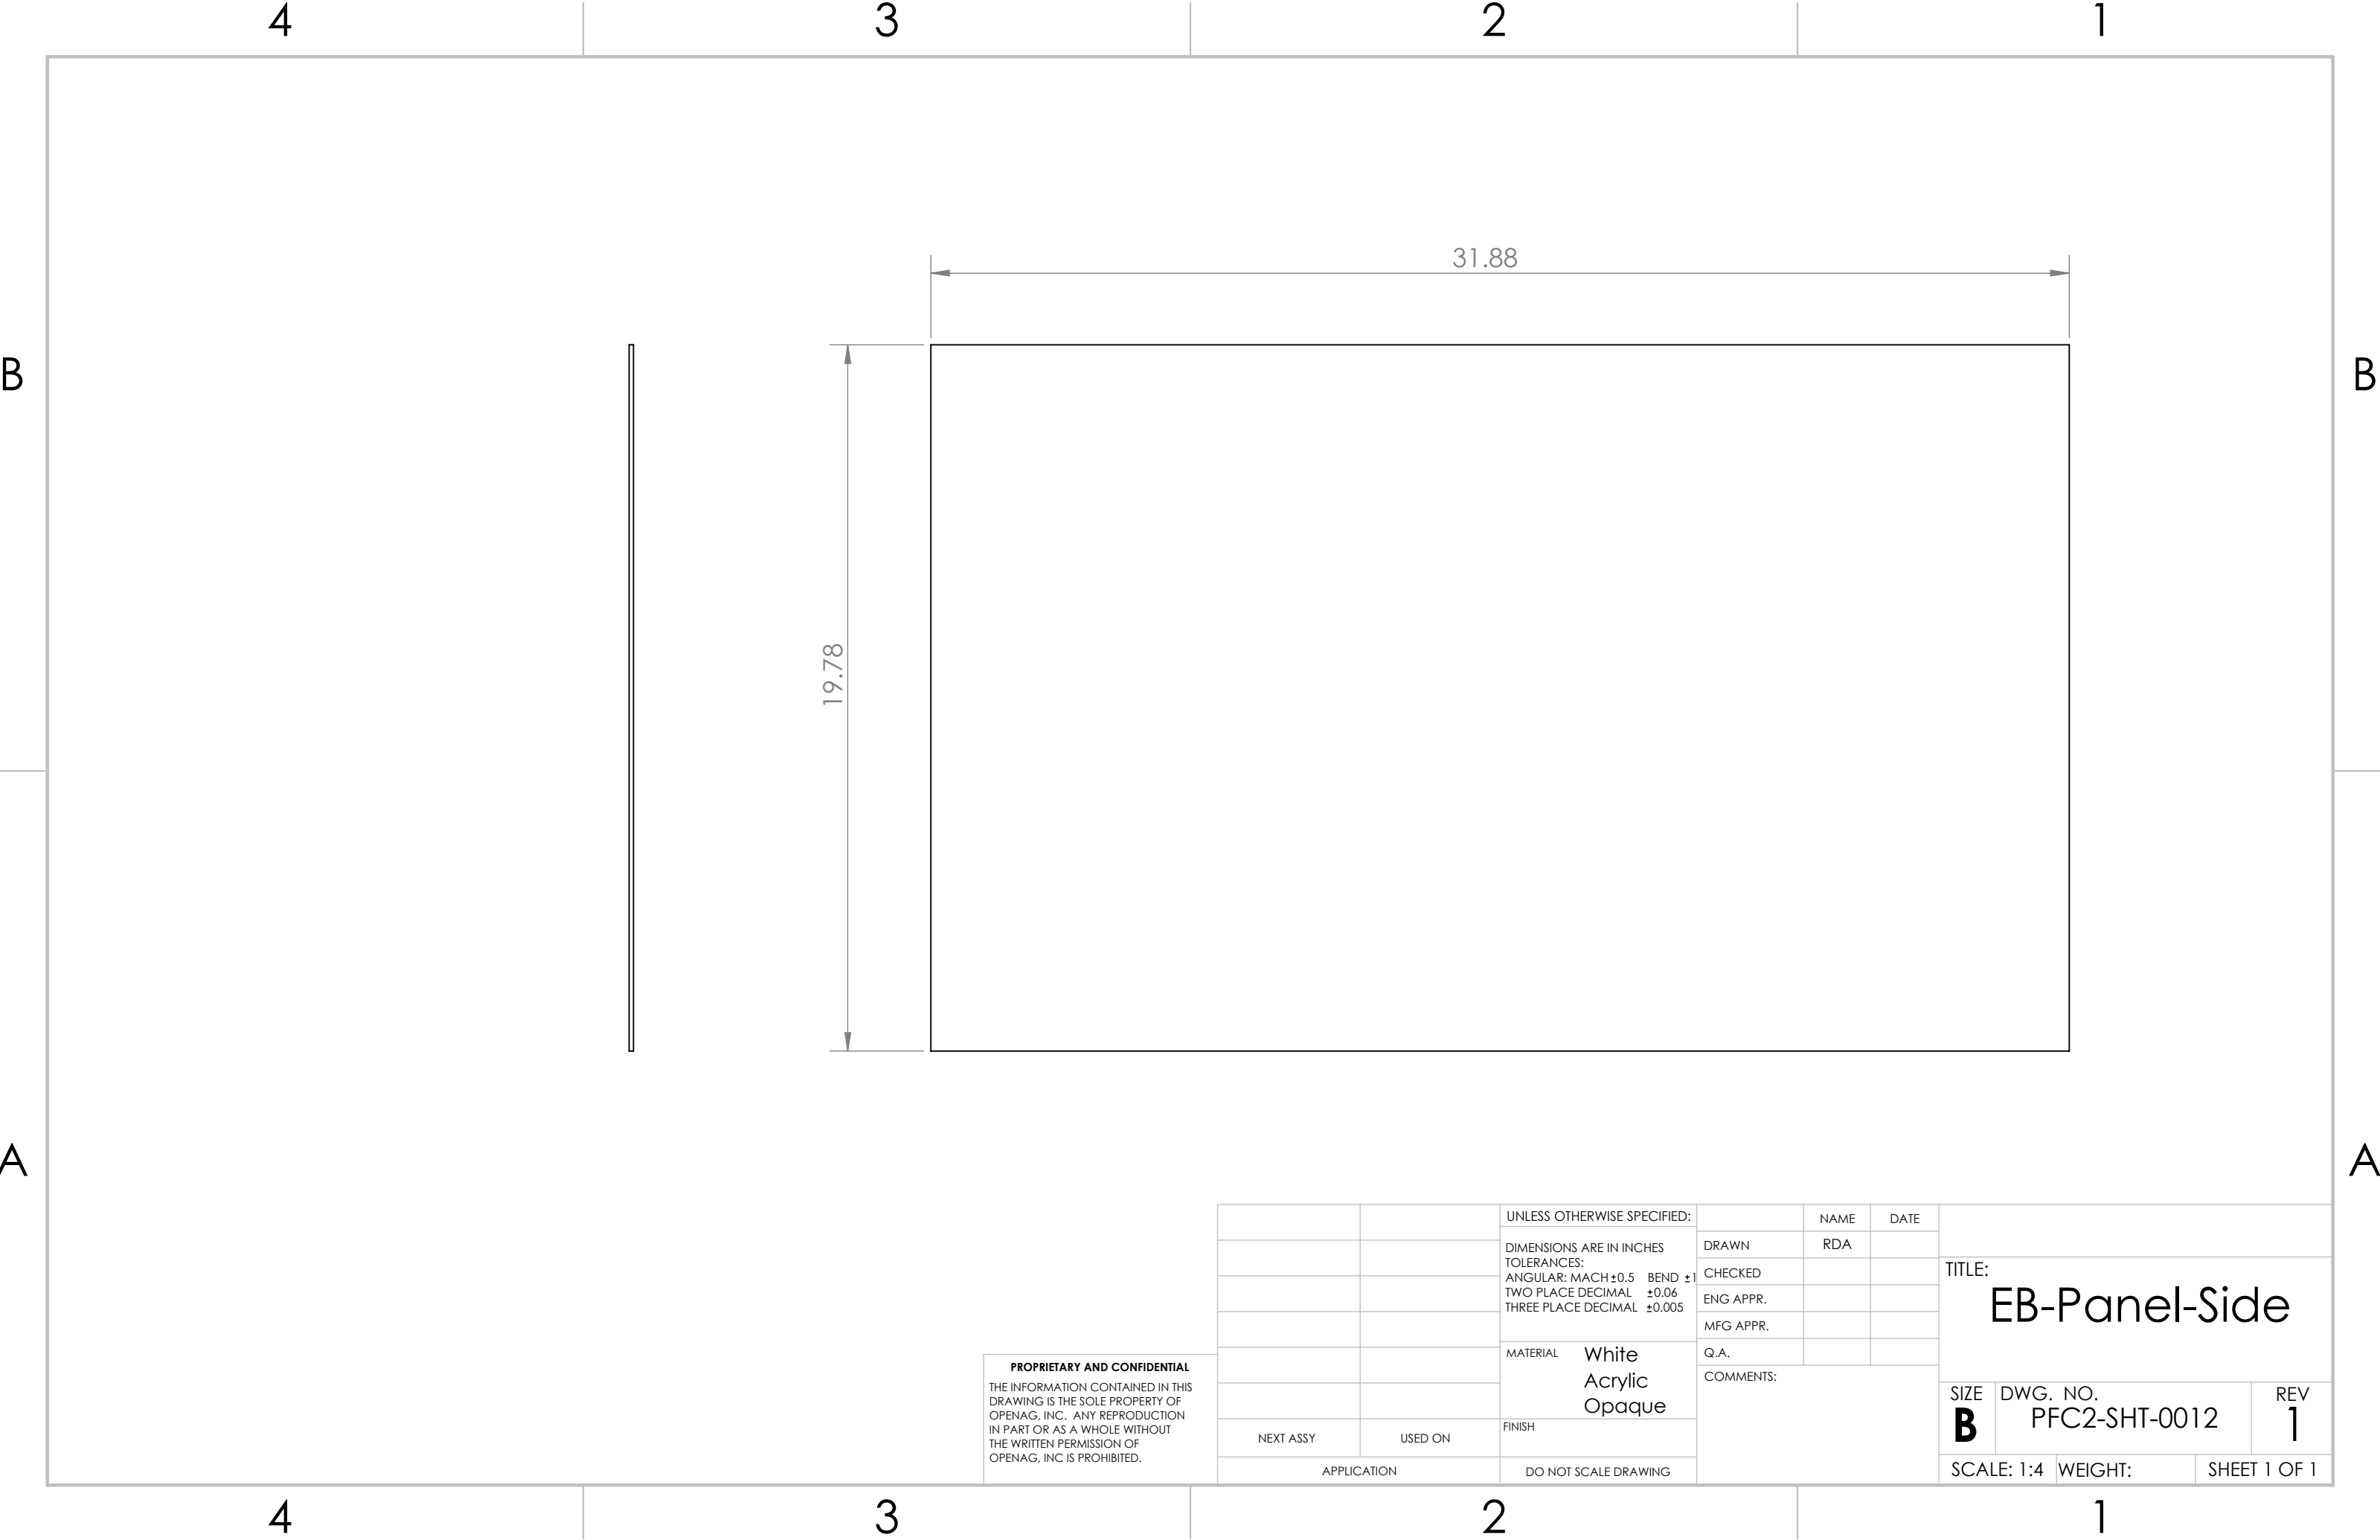 4 3 2 1
31.88
B B
19.78
A A
UNLESS OTHERWISE SPECIFIED:
DIMENSIONS ARE IN INCHES
TOLERANCES:
ANGULAR: MACH ±0.5 BEND ±1
TWO PLACE DECIMAL ±0.06
THREE PLACE DECIMAL ±0.005
MATERIAL White
Acrylic
Opaque
FINISH
DO NOT SCALE DRAWING
NAME DATE
DRAWN RDA
CHECKED
ENG APPR.
MFG APPR.
Q.A.
COMMENTS:
TITLE:
EB-Panel-Side
SIZE DWG. NO. REV
B PFC2-SHT-0012 1
SCALE: 1:4 WEIGHT: SHEET 1 OF 1
PROPRIETARY AND CONFIDENTIAL
THE INFORMATION CONTAINED IN THIS
DRAWING IS THE SOLE PROPERTY OF
OPENAG, INC. ANY REPRODUCTION
IN PART OR AS A WHOLE WITHOUT
THE WRITTEN PERMISSION OF
OPENAG, INC IS PROHIBITED.
NEXT ASSY USED ON
APPLICATION
4 3 2 1